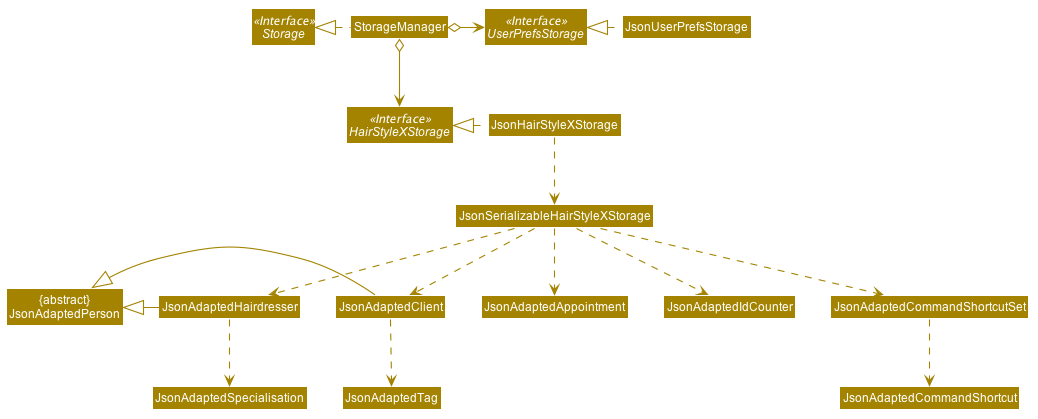 «Interface»
Storage
StorageManager
«Interface»
UserPrefsStorage
JsonUserPrefsStorage
«Interface»
HairStyleXStorage
JsonHairStyleXStorage
JsonSerializableHairStyleXStorage
{abstract}
JsonAdaptedPerson
JsonAdaptedHairdresser
JsonAdaptedClient
JsonAdaptedAppointment
JsonAdaptedIdCounter
JsonAdaptedCommandShortcutSet
JsonAdaptedSpecialisation
JsonAdaptedTag
JsonAdaptedCommandShortcut